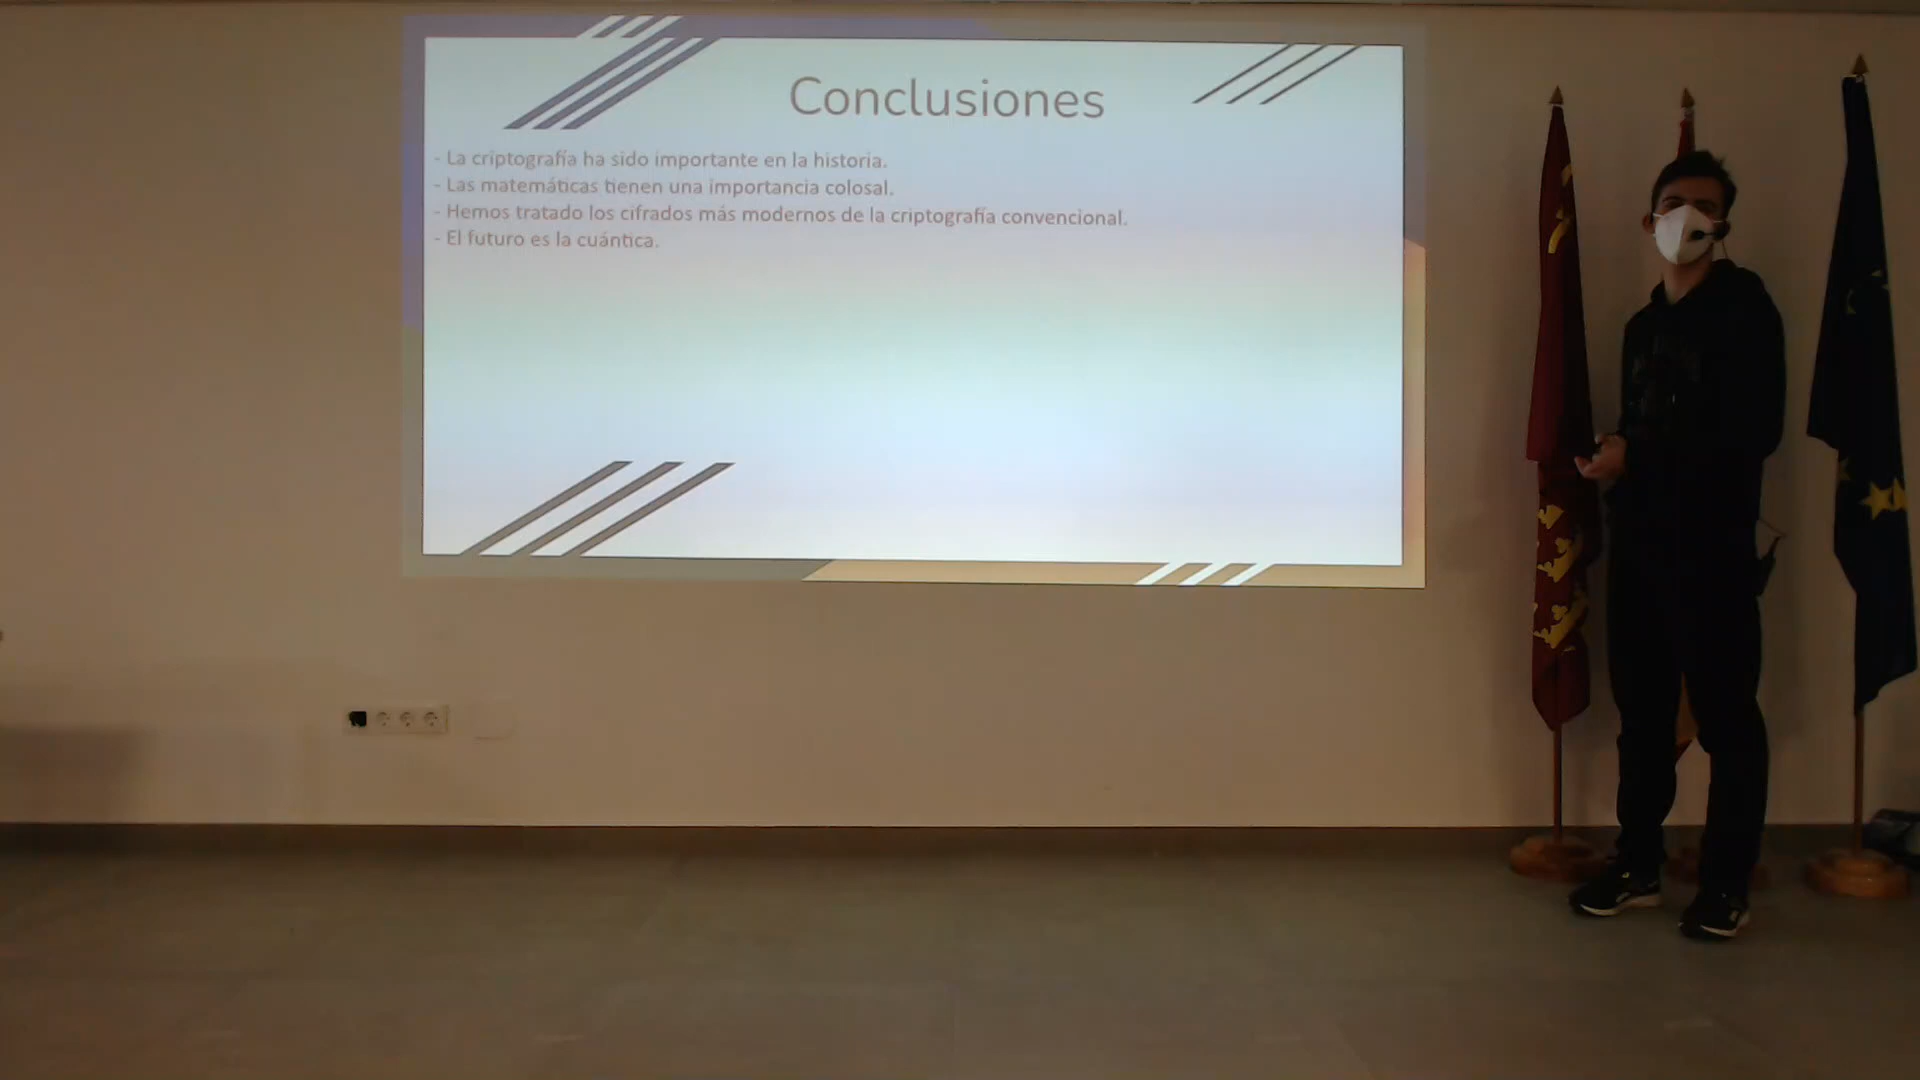 Conclusiones
- La criptografía ha sido importante en la historia.
- Las matemáticas tienen una importancia colosal.
- Hemos tratado los cifrados más modernos de la criptografía convencional.
- El futuro es la cuántica.